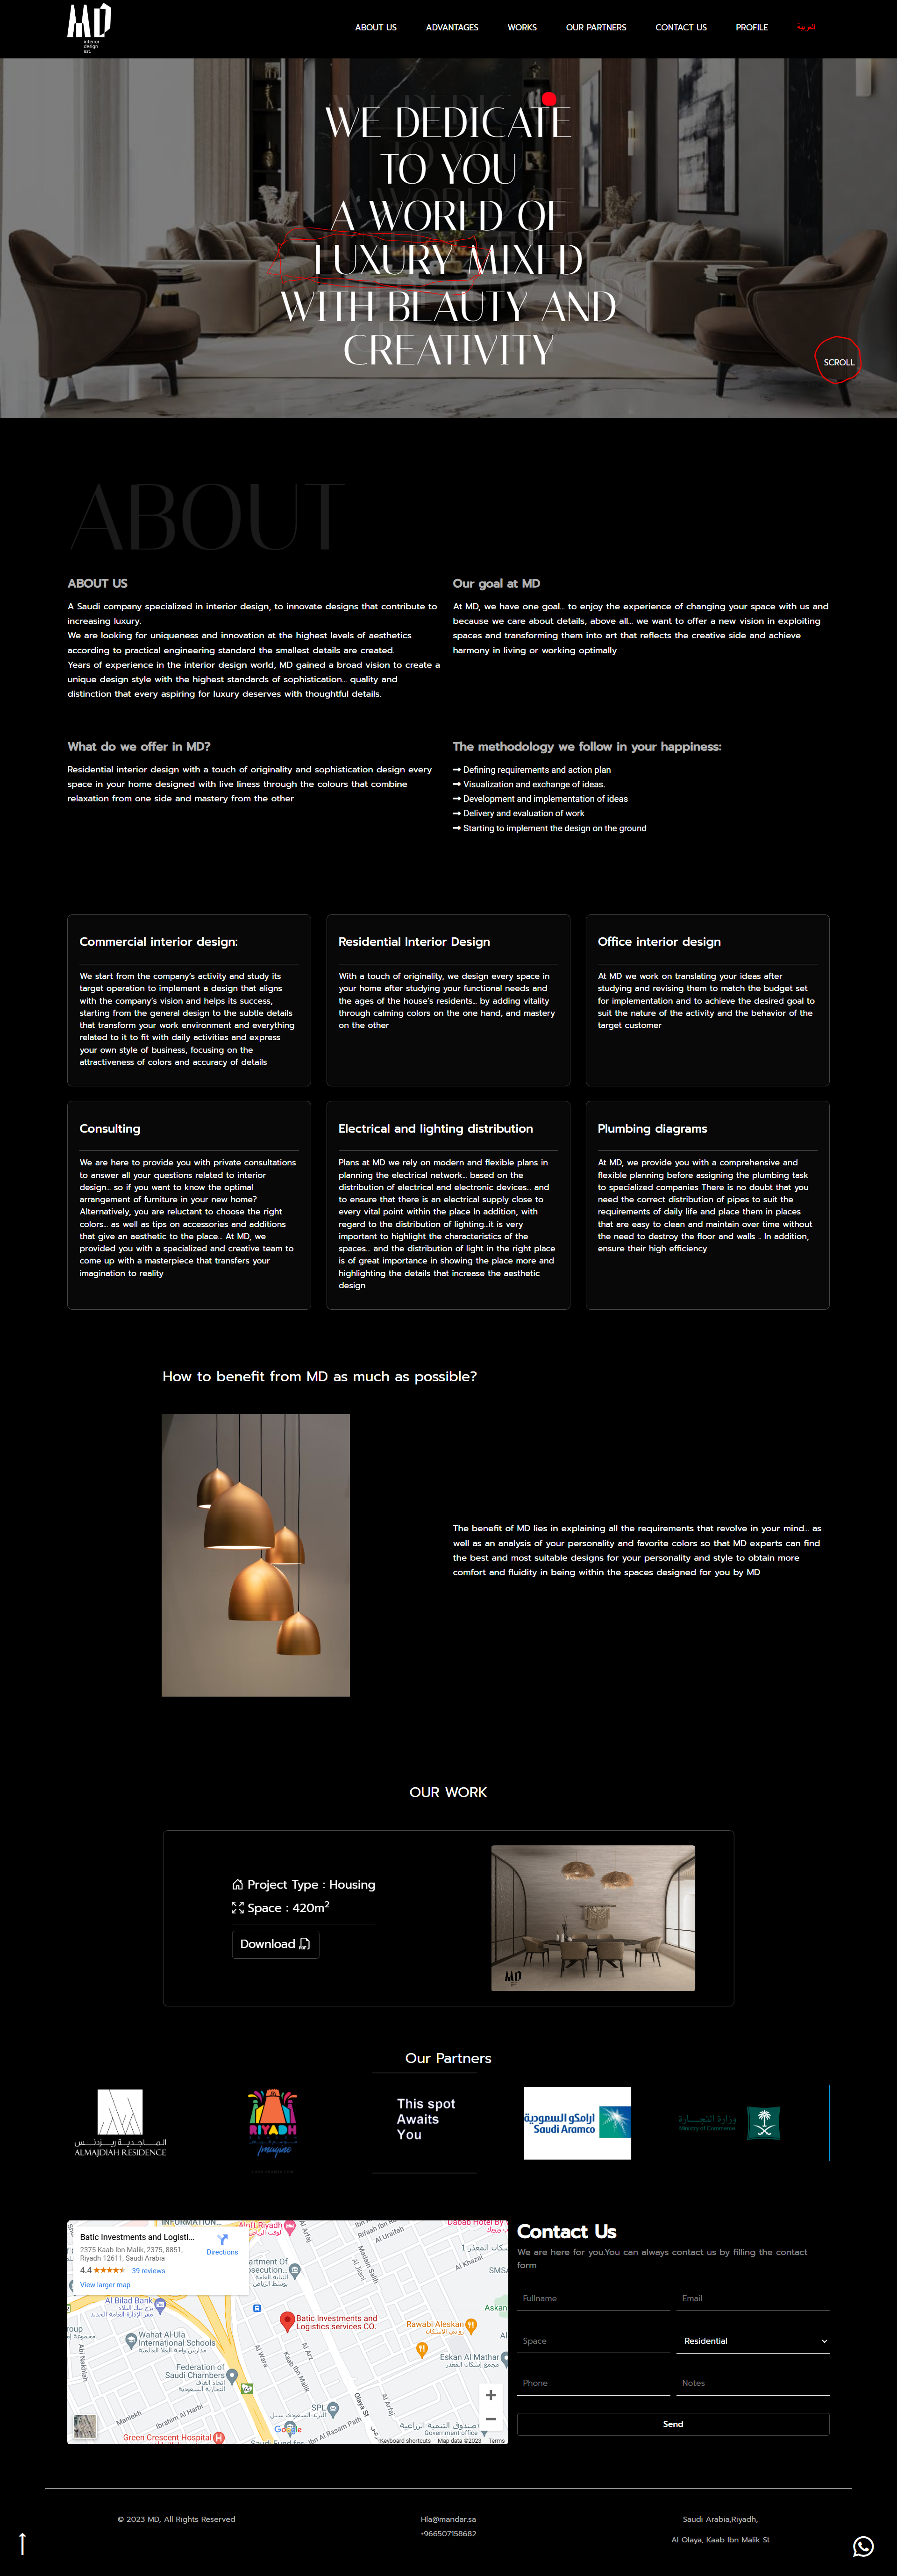 MD
interior
design
est.
ABOUT US
ADVANTAGES
WORKS
OUR PARTNERS
CONTACT US
PROFILE
العربية
WE DEDICATE
TO YOU
A WORLD OF
LUXURY MIXED
WITH BEAUTY AND
CREATIVITY
SCROLL
ABOUT
ABOUT US
A Saudi company specialized in interior design, to innovate designs that contribute to
increasing luxury.
We are looking for uniqueness and innovation at the highest levels of aesthetics
according to practical engineering standard the smallest details are created.
Years of experience in the interior design world, MD gained a broad vision to create a
unique design style with the highest standards of sophistication... quality and
distinction that every aspiring for luxury deserves with thoughtful details.
Our goal at MD
At MD, we have one goal... to enjoy the experience of changing your space with us and
because we care about details, above all... we want to offer a new vision in exploiting
spaces and transforming them into art that reflects the creative side and achieve
harmony in living or working optimally
What do we offer in MD?
Residential interior design with a touch of originality and sophistication design every
space in your home designed with live liness through the colours that combine
relaxation from one side and mastery from the other
The methodology we follow in your happiness:
Defining requirements and action plan
Visualization and exchange of ideas.
Development and implementation of ideas
Delivery and evaluation of work
Starting to implement the design on the ground
Commercial interior design:
We start from the company's activity and study its
target operation to implement a design that aligns
with the company's vision and helps its success,
starting from the general design to the subtle details
that transform your work environment and everything
related to it to fit with daily activities and express
your own style of business, focusing on the
attractiveness of colors and accuracy of details
Residential Interior Design
With a touch of originality, we design every space in
your home after studying your functional needs and
the ages of the house's residents... by adding vitality
through calming colors on the one hand, and mastery
on the other
Office interior design
At MD we work on translating your ideas after
studying and revising them to match the budget set
for implementation and to achieve the desired goal to
suit the nature of the activity and the behavior of the
target customer
Consulting
We are here to provide you with private consultations
to answer all your questions related to interior
design... so if you want to know the optimal
arrangement of furniture in your new home?
Alternatively, you are reluctant to choose the right
colors... as well as tips on accessories and additions
that give an aesthetic to the place... At MD, we
provided you with a specialized and creative team to
come up with a masterpiece that transfers your
imagination to reality
Electrical and lighting distribution
Plans at MD we rely on modern and flexible plans in
planning the electrical network... based on the
distribution of electrical and electronic devices... and
to ensure that there is an electrical supply close to
every vital point within the place In addition, with
regard to the distribution of lighting...it is very
important to highlight the characteristics of the
spaces... and the distribution of light in the right place
is of great importance in showing the place more and
highlighting the details that increase the aesthetic
design
Plumbing diagrams
At MD, we provide you with a comprehensive and
flexible planning before assigning the plumbing task
to specialized companies There is no doubt that you
need the correct distribution of pipes to suit the
requirements of daily life and place them in places
that are easy to clean and maintain over time without
the need to destroy the floor and walls .. In addition,
ensure their high efficiency
How to benefit from MD as much as possible?
The benefit of MD lies in explaining all the requirements that revolve in your mind... as
well as an analysis of your personality and favorite colors so that MD experts can find
the best and most suitable designs for your personality and style to obtain more
comfort and fluidity in being within the spaces designed for you by MD
OUR WORK
Project Type : Housing
Space : 420m²
Download
PDF
MD
Our Partners
ALMAJDIAH RESIDENCE
RIYADH
Imagine
This spot
Awaits
You
أرامكو السعودية
Saudi Aramco
وزارة التجارة
Ministry of Commerce
Batic Investments and Logisti...
2375 Kaab Ibn Malik, 2375, 8851,
Riyadh 12611, Saudi Arabia
4.4 39 reviews
View larger map
Directions
Aloft Riyadh
Ibn Rifaah
Al Uraifah
Al Khazai
Al Bilad Bank
Wahat Al-Ula
International Schools
Federation of
Saudi Chambers
Batic Investments and
Logistics services CO.
Rawabi Aleskan
Eskan Al Mathar
Al Wara
Kaab Ibn Malik
Al Arz
Olaya St
Al Arfaj
SPL
Ibn Al Rasam Path
Maniekh
Ibrahim Al Harbi
Green Crescent Hospital
Google
Government office
Keyboard shortcuts
Map data ©2023
Terms
Contact Us
We are here for you.You can always contact us by filling the contact
form
Fullname
Email
Space
Residential
Phone
Notes
Send
© 2023 MD, All Rights Reserved
Hla@mandar.sa
+966507158682
Saudi Arabia,Riyadh,
Al Olaya, Kaab Ibn Malik St